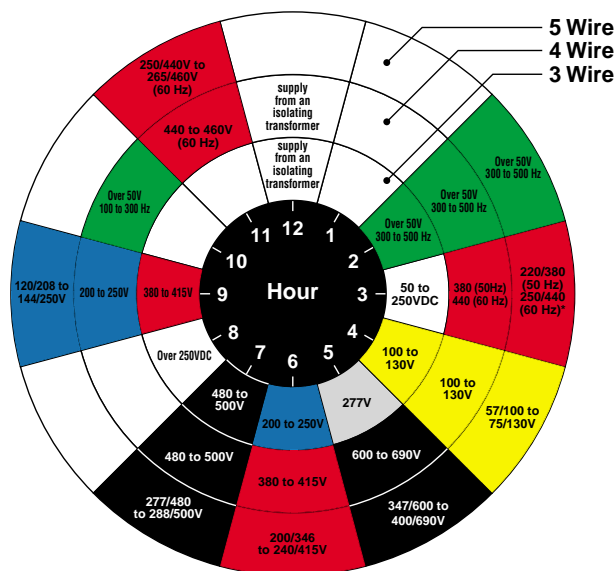 5 Wire
4 Wire
3 Wire
250/440V to
265/460V
(60 Hz)
440 to 460V
(60 Hz)
supply
from an
isolating
transformer
supply
from an
isolating
transformer
Over 50V
300 to 500 Hz
Over 50V
300 to 500 Hz
Over 50V
300 to 500 Hz
Over 50V
100 to 300 Hz
120/208 to
144/250V
200 to 250V
380 to 415V
12
1
2
3
4
5
6
7
8
9
10
11
Hour
50 to
250VDC
380 (50Hz)
440 (60 Hz)
220/380
(50 Hz)
250/440
(60 Hz)*
100 to
130V
100 to
130V
57/100 to
75/130V
277V
600 to 690V
347/600 to
400/690V
200 to 250V
380 to 415V
200/346
to 240/415V
480 to
500V
480 to 500V
277/480
to 288/500V
Over 250VDC